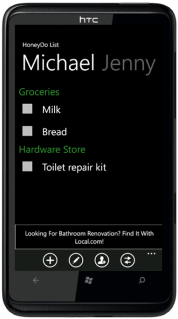 hTC
HoneyDo List
Michael Jenny
Groceries
Milk
Bread
Hardware Store
Toilet repair kit
Looking For Bathroom Renovation? Find It With
Local.com!